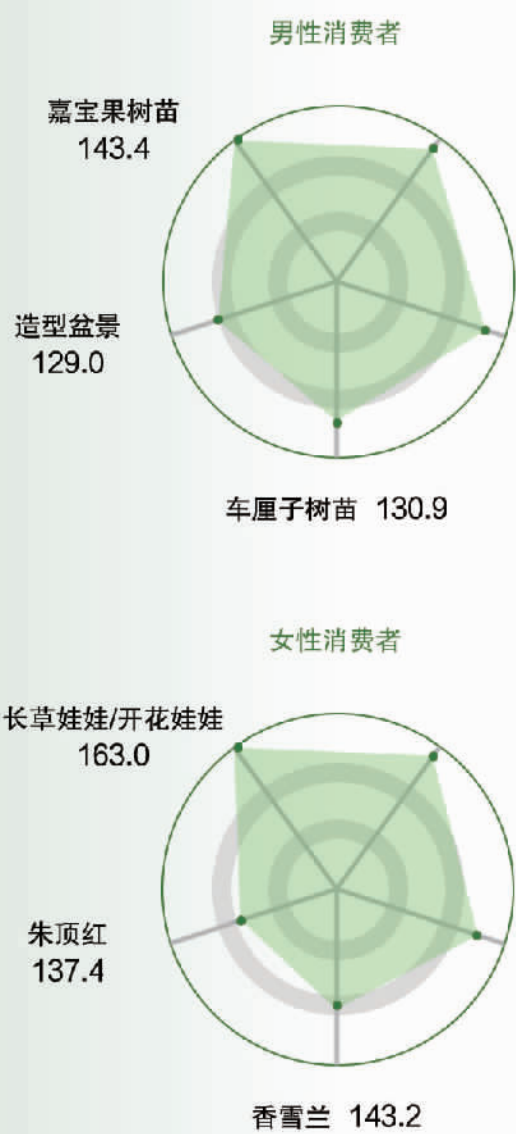 男性消费者
嘉宝果树苗
143.4
造型盆景
129.0
车厘子树苗 130.9
女性消费者
长草娃娃/开花娃娃
163.0
朱顶红
137.4
香雪兰 143.2